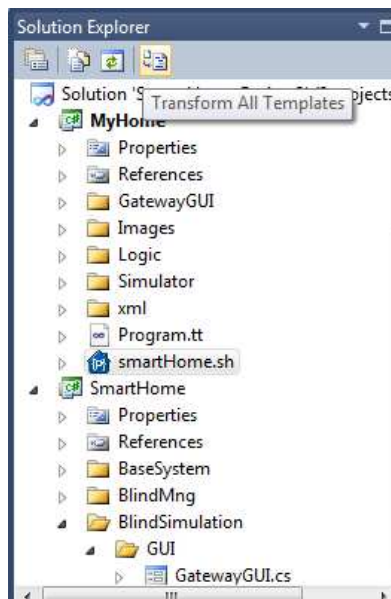 Solution Explorer
Solution 'S
Transform All Templates
ojects
MyHome
Properties
References
GatewayGUI
Images
Logic
Simulator
xml
Program.tt
smartHome.sh
SmartHome
Properties
References
BaseSystem
BlindMng
BlindSimulation
GUI
GatewayGUI.cs